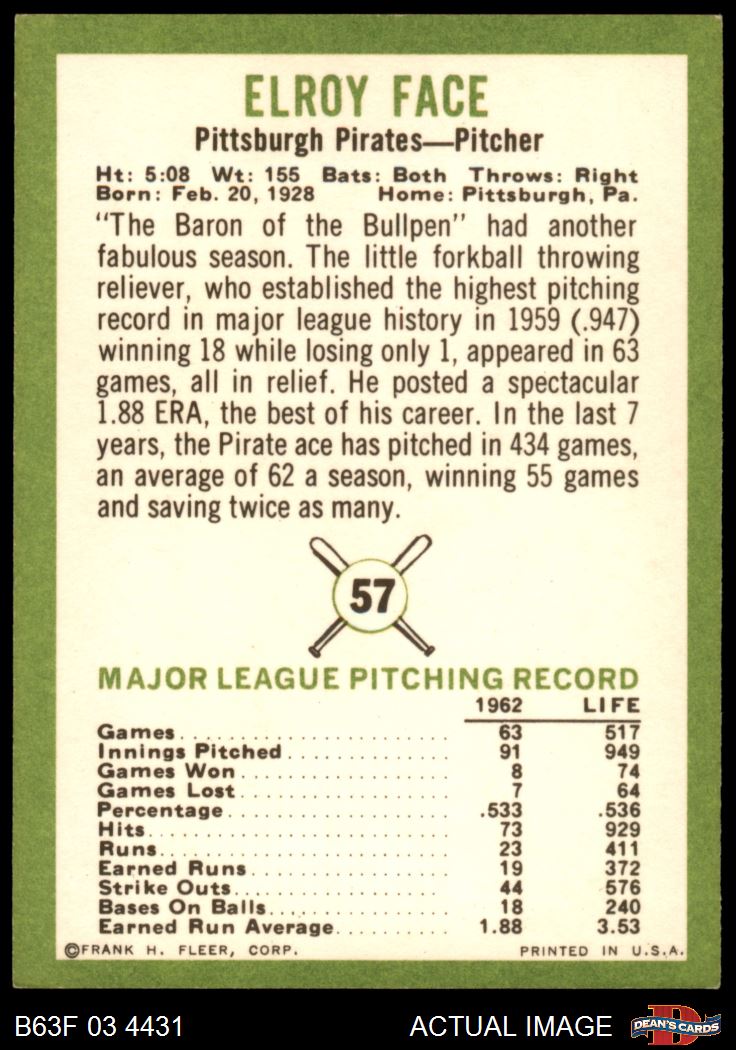 ELROY FACE
Pittsburgh Pirates—Pitcher
Ht: 5:08 Wt: 155 Bats: Both Throws: Right
Born: Feb. 20, 1928 Home: Pittsburgh, Pa.
"The Baron of the Bullpen" had another
fabulous season. The little forkball throwing
reliever, who established the highest pitching
record in major league history in 1959 (.947)
winning 18 while losing only 1, appeared in 63
games, all in relief. He posted a spectacular
1.88 ERA, the best of his career. In the last 7
years, the Pirate ace has pitched in 434 games,
an average of 62 a season, winning 55 games
and saving twice as many.
57
MAJOR LEAGUE PITCHING RECORD
1962 LIFE
Games 63 517
Innings Pitched 91 949
Games Won 8 74
Games Lost 7 64
Percentage .533 .536
Hits 73 929
Runs 23 411
Earned Runs 19 372
Strike Outs 44 576
Bases On Balls 18 240
Earned Run Average 1.88 3.53
©FRANK H. FLEER, CORP. PRINTED IN U.S.A.
B63F 03 4431 ACTUAL IMAGE D DEAN'S CARDS